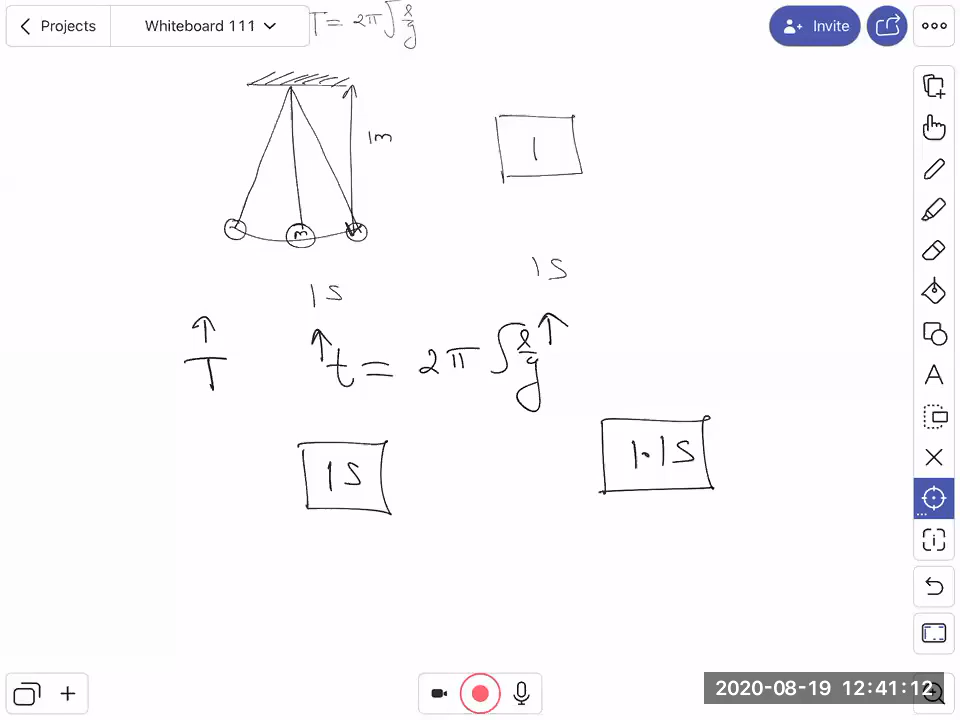 Projects
Whiteboard 111
T = 2π√l/g
Invite
1m
1
m
1S
1S
T
t = 2π√l/g
1S
1.1S
A
2020-08-19 12:41:12